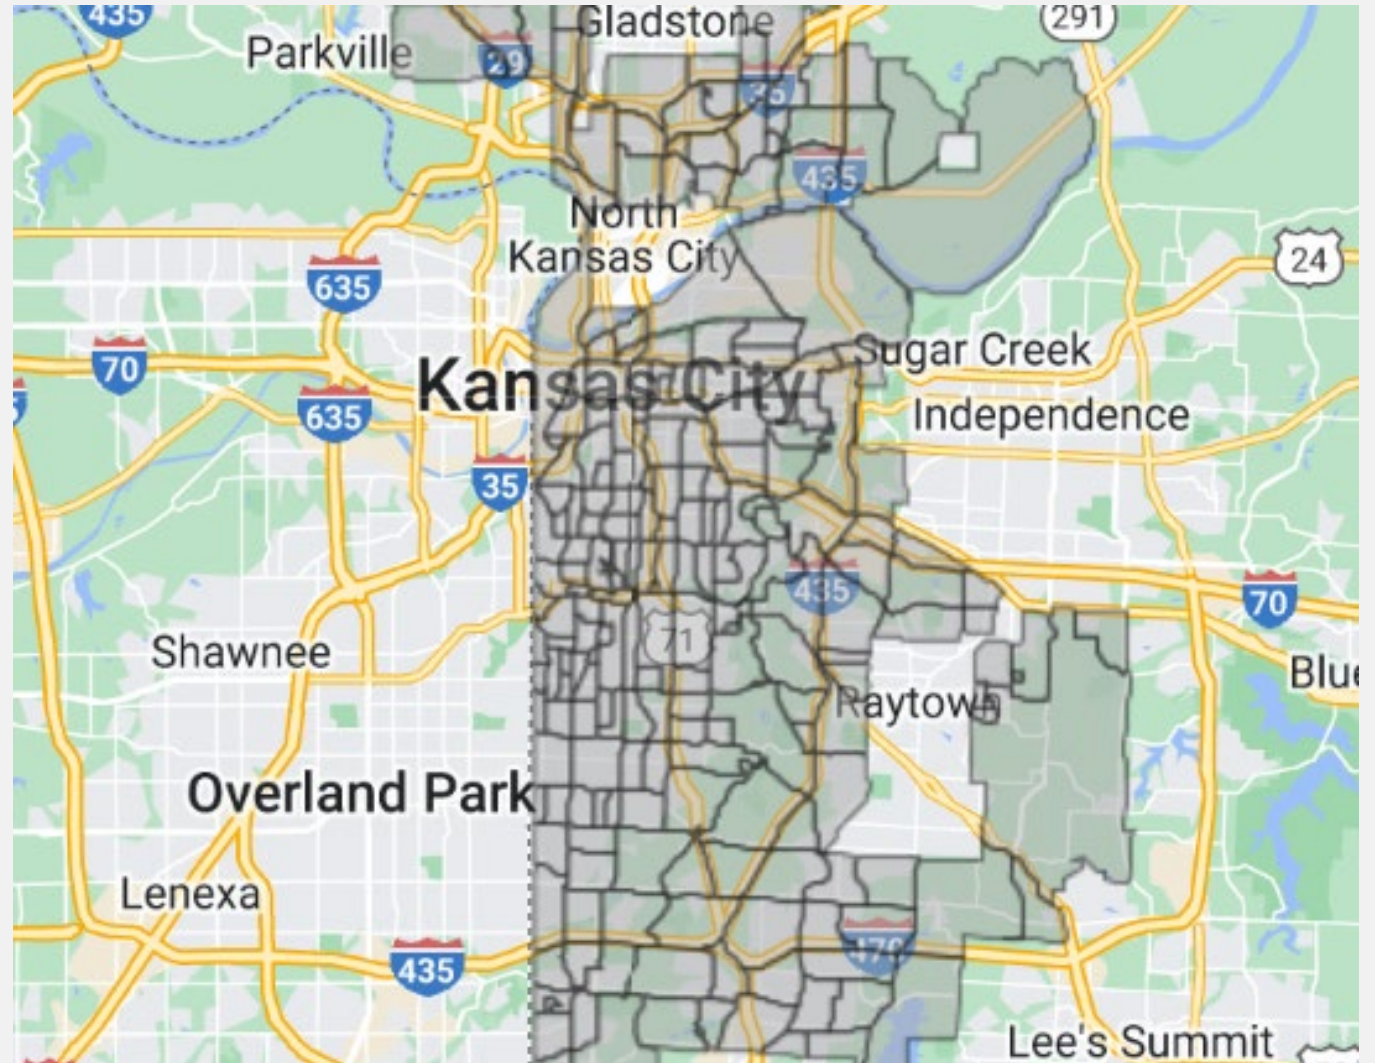 435
Gladstone
291
Parkville
29
35
435
North
Kansas City
24
635
70
Sugar Creek
Kansas City
635
Independence
35
435
70
71
Shawnee
Raytown
Blue
Overland Park
Lenexa
470
435
Lee's Summit